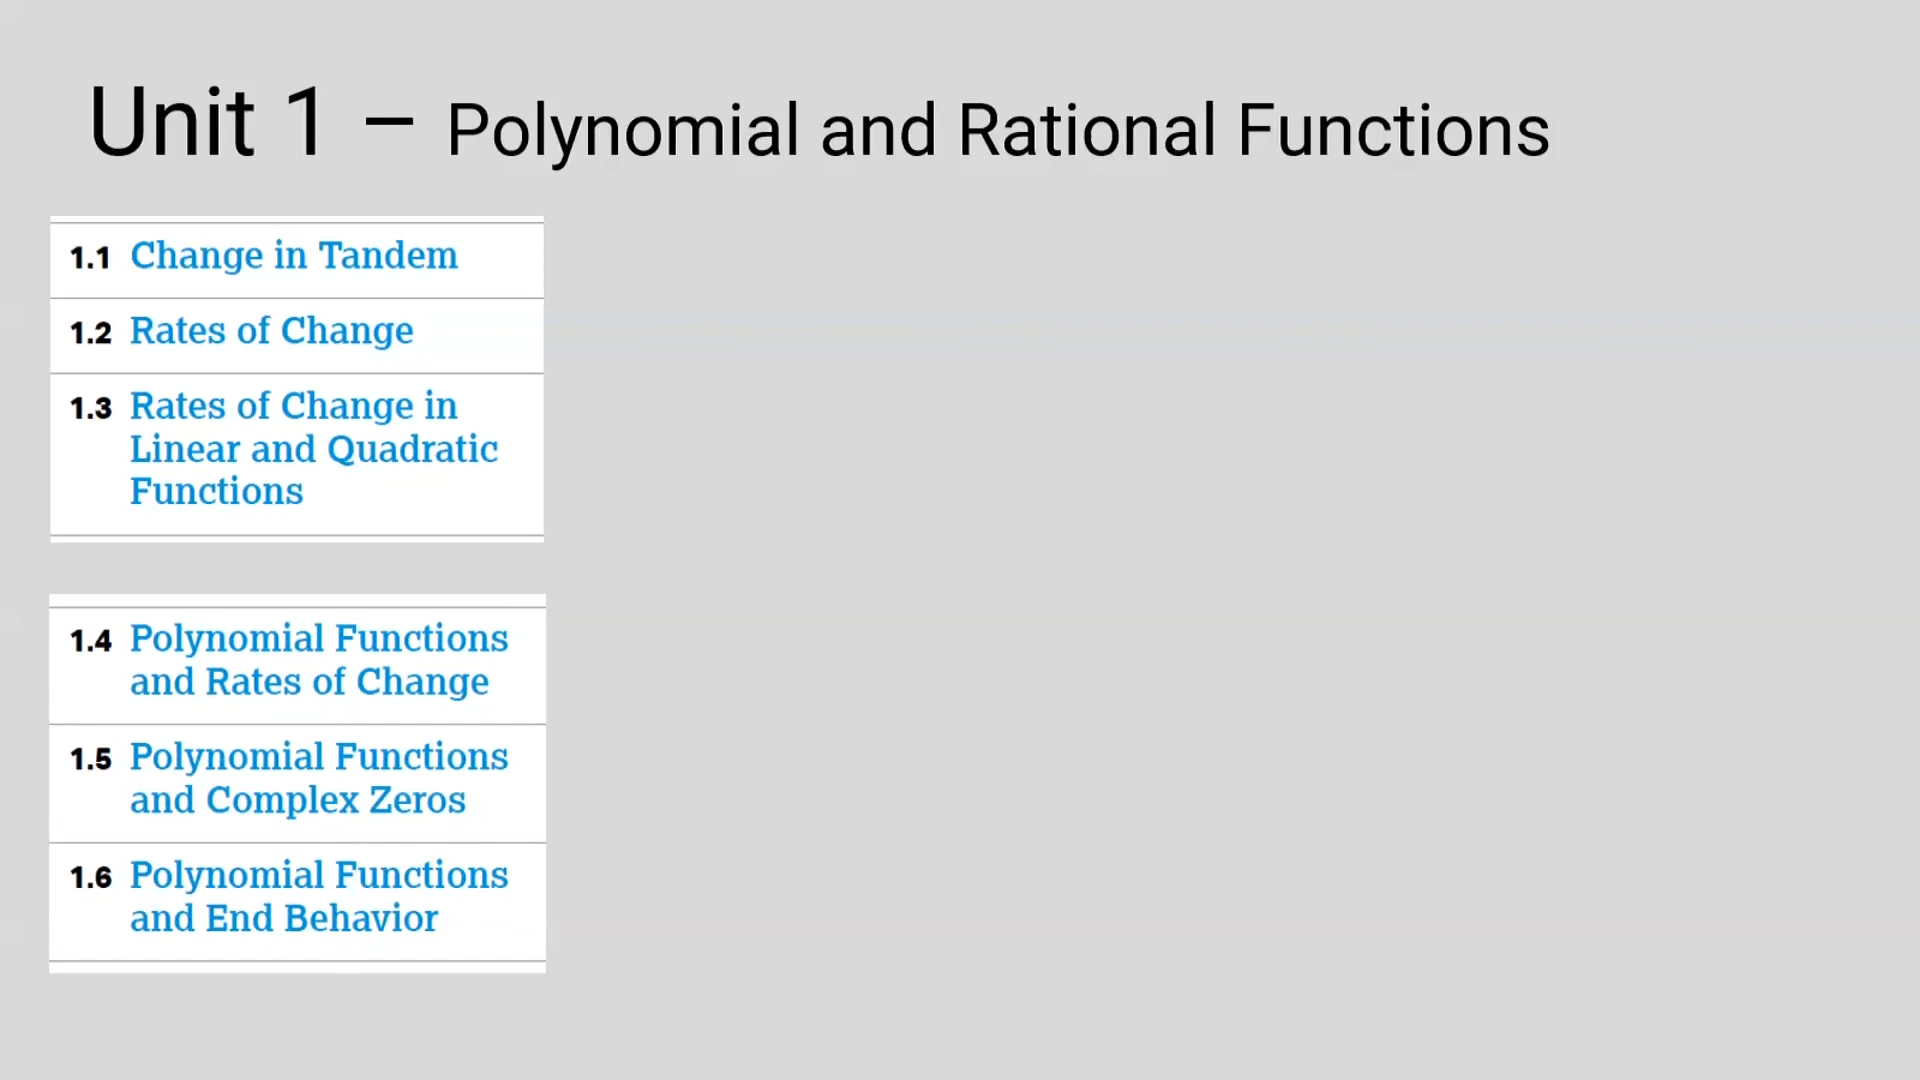 Unit 1 – Polynomial and Rational Functions
1.1 Change in Tandem
1.2 Rates of Change
1.3 Rates of Change in
Linear and Quadratic
Functions
1.4 Polynomial Functions
and Rates of Change
1.5 Polynomial Functions
and Complex Zeros
1.6 Polynomial Functions
and End Behavior